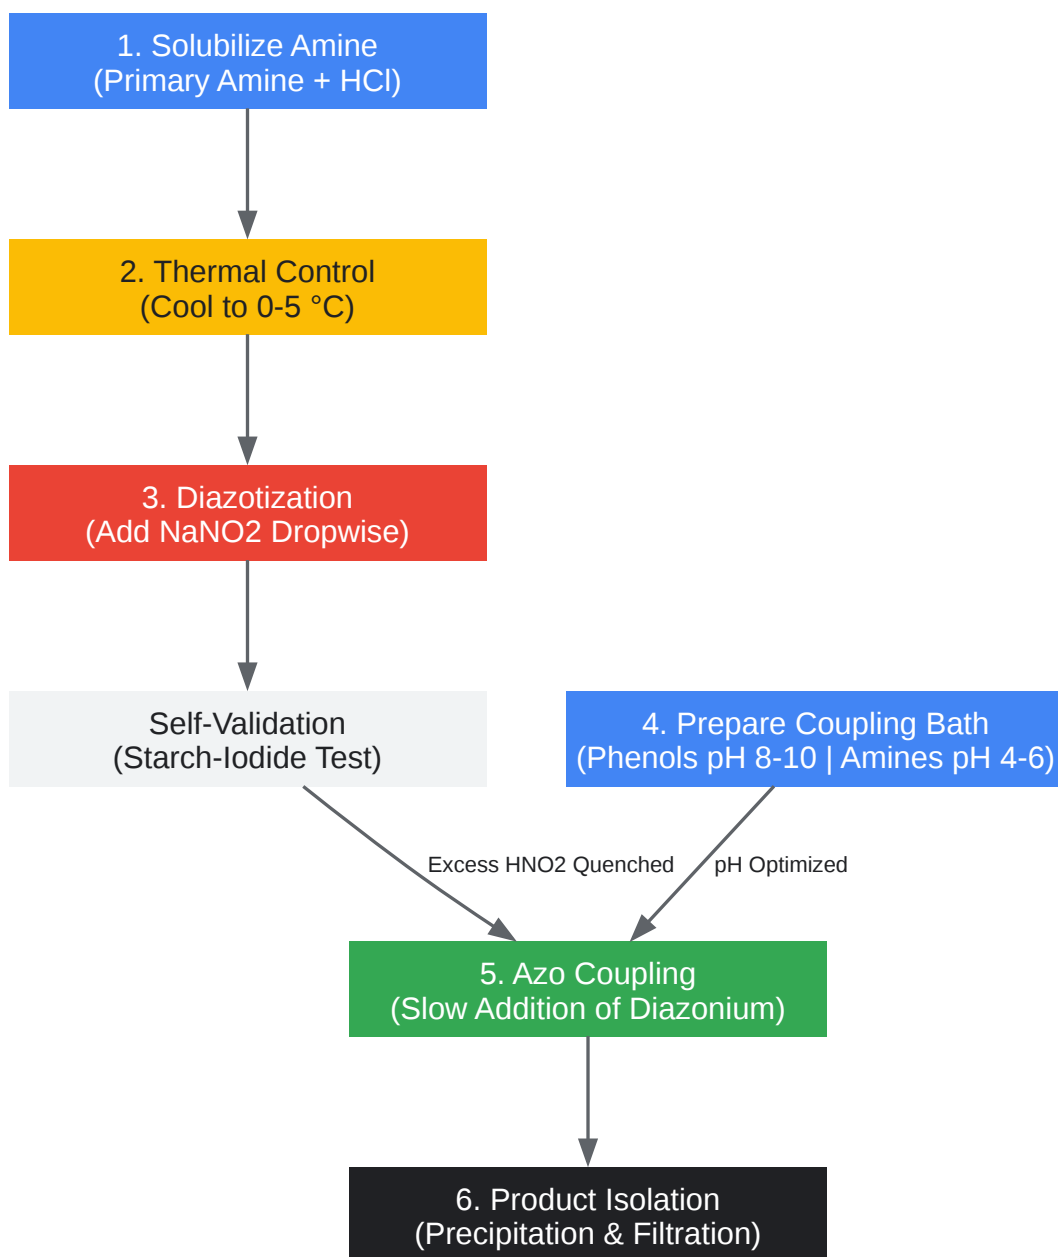 1. Solubilize Amine
(Primary Amine + HCl)
2. Thermal Control
(Cool to 0-5 °C)
3. Diazotization
(Add NaNO2 Dropwise)
Self-Validation
(Starch-Iodide Test)
4. Prepare Coupling Bath
(Phenols pH 8-10 | Amines pH 4-6)
Excess HNO2 Quenched
pH Optimized
5. Azo Coupling
(Slow Addition of Diazonium)
6. Product Isolation
(Precipitation & Filtration)